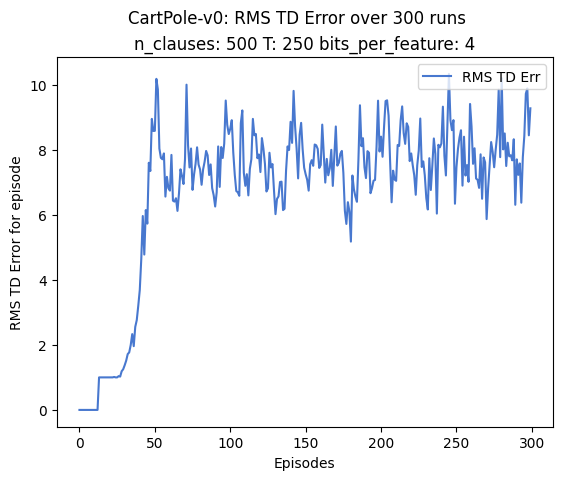 CartPole-v0: RMS TD Error over 300 runs
n_clauses: 500 T: 250 bits_per_feature: 4
RMS TD Err
10
8
6
4
2
0
RMS TD Error for episode
0 50 100 150 200 250 300
Episodes